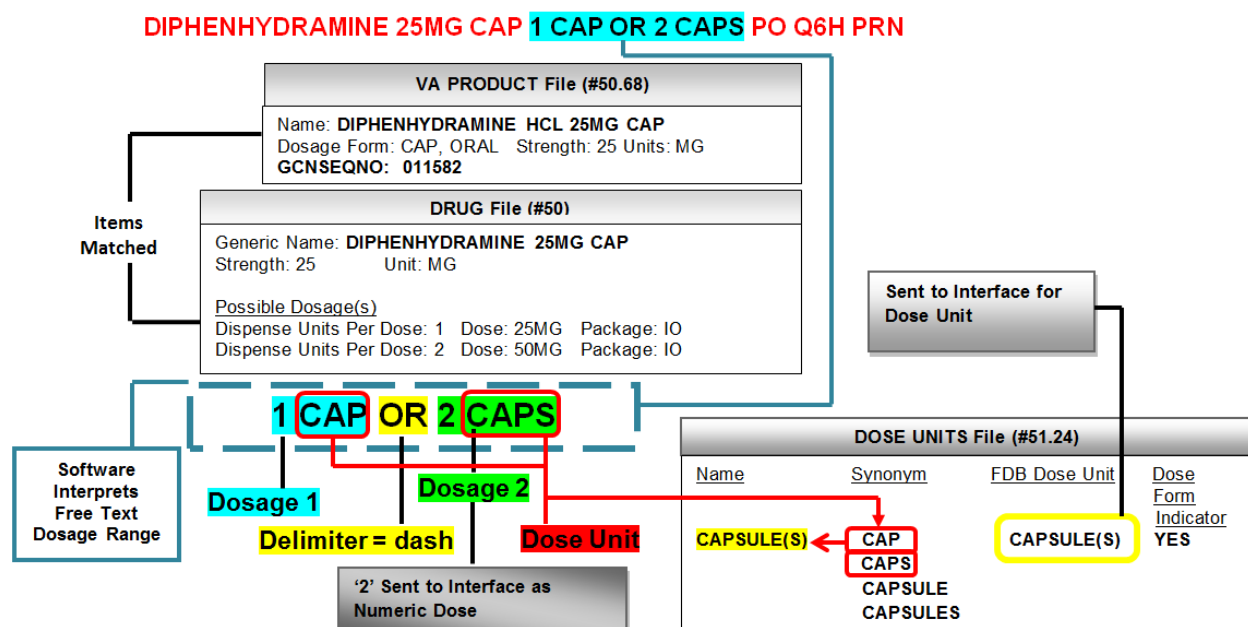 DIPHENHYDRAMINE 25MG CAP 1 CAP OR 2 CAPS PO Q6H PRN
VA PRODUCT File (#50.68)
Name: DIPHENHYDRAMINE HCL 25MG CAP
Dosage Form: CAP, ORAL Strength: 25 Units: MG
GCNSEQNO: 011582
Items
Matched
DRUG File (#50)
Generic Name: DIPHENHYDRAMINE 25MG CAP
Strength: 25 Unit: MG
Possible Dosage(s)
Dispense Units Per Dose: 1 Dose: 25MG Package: IO
Dispense Units Per Dose: 2 Dose: 50MG Package: IO
Sent to Interface for
Dose Unit
1 CAP OR 2 CAPS
Software
Interprets
Free Text
Dosage Range
Dosage 1
Dosage 2
Delimiter = dash
Dose Unit
'2' Sent to Interface as
Numeric Dose
DOSE UNITS File (#51.24)
Name Synonym FDB Dose Unit Dose
Form
Indicator
CAPSULE(S) CAP CAPSULE(S) YES
CAPS
CAPSULE
CAPSULES